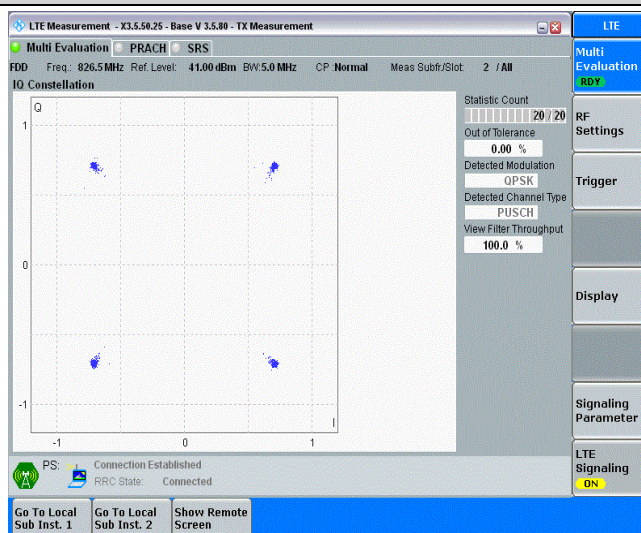 LTE Measurement - X3.5.50.25 - Base V 3.5.80 - TX Measurement
LTE
Multi Evaluation PRACH SRS
FDD Freq.: 826.5 MHz Ref. Level: 41.00 dBm BW: 5.0 MHz CP :Normal Meas Subfr./Slot: 2 / All
IQ Constellation
Q
1
0
-1
I
-1 0 1
Statistic Count
20 / 20
Out of Tolerance
0.00 %
Detected Modulation
QPSK
Detected Channel Type
PUSCH
View Filter Throughput
100.0 %
Multi
Evaluation
RDY
RF
Settings
Trigger
Display
Signaling
Parameter
LTE
Signaling
ON
PS: Connection Established
RRC State: Connected
Go To Local
Sub Inst. 1
Go To Local
Sub Inst. 2
Show Remote
Screen